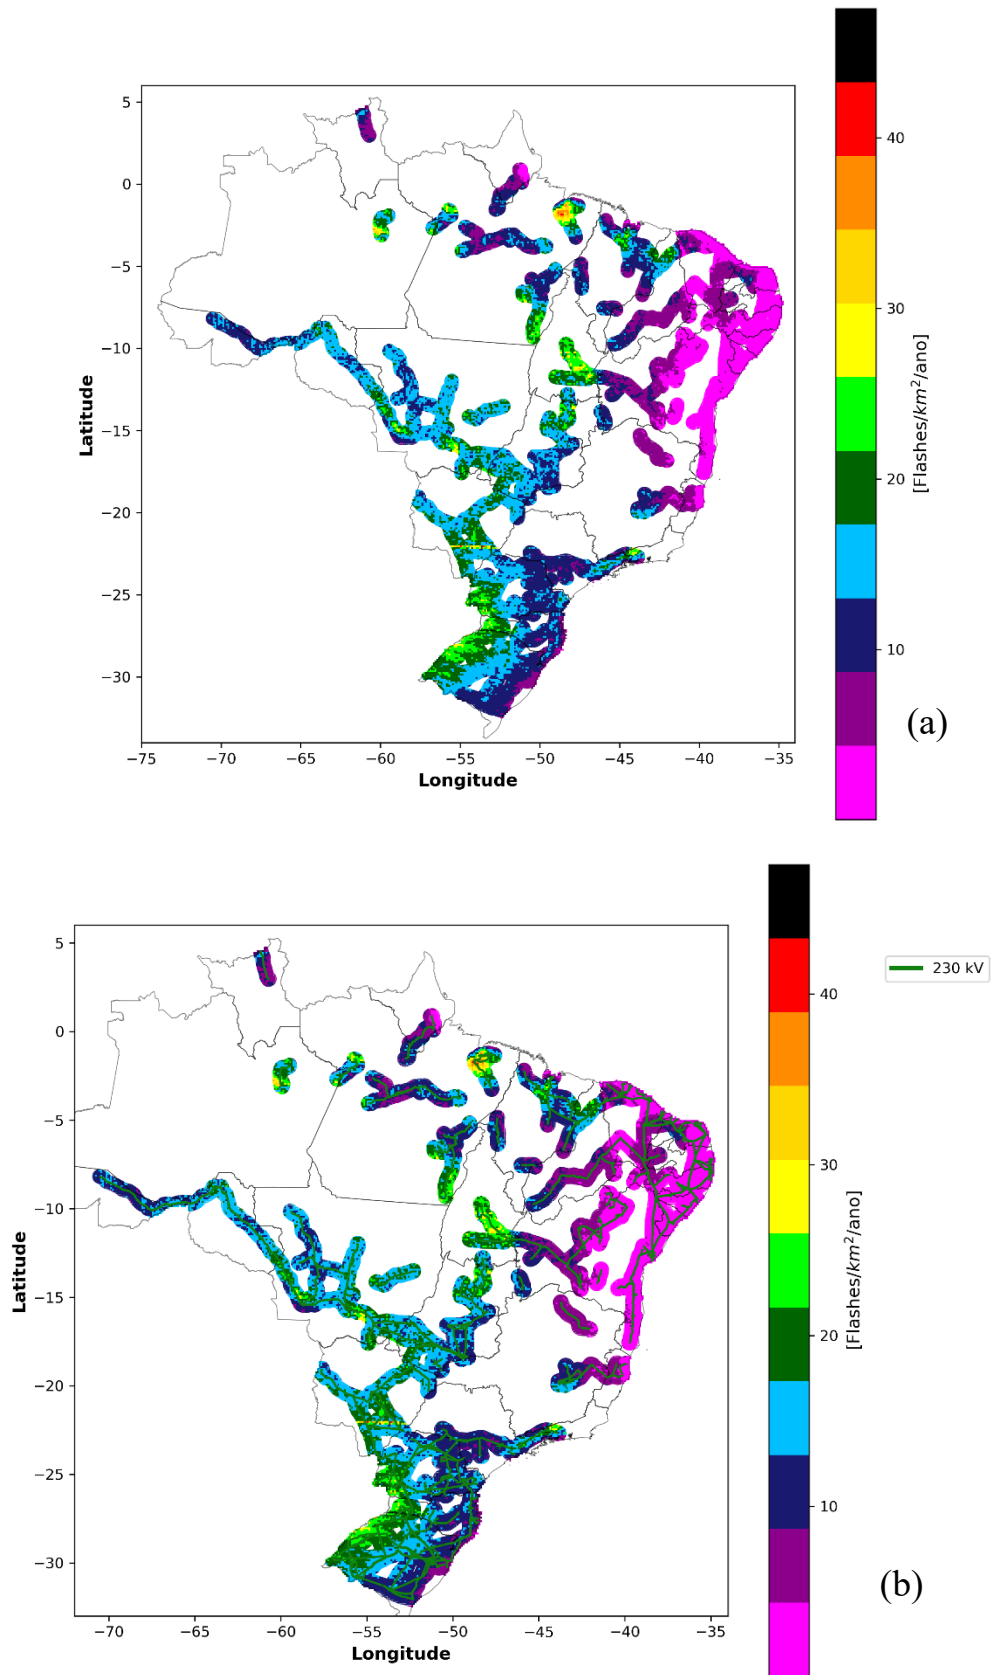 5
0
−5
−10
−15
−20
−25
−30
Latitude
−75 −70 −65 −60 −55 −50 −45 −40 −35
Longitude
40
30
20
10
[Flashes/km²/ano]
(a)
5
0
−5
−10
−15
−20
−25
−30
Latitude
−70 −65 −60 −55 −50 −45 −40 −35
Longitude
40
30
20
10
[Flashes/km²/ano]
230 kV
(b)